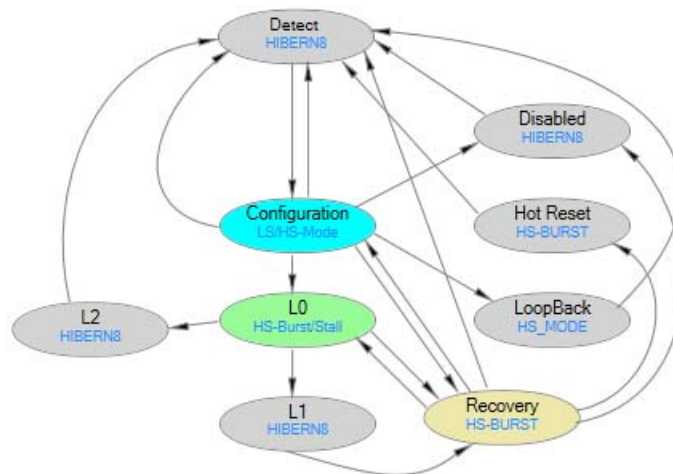 Detect
HIBERN8
Disabled
HIBERN8
Configuration
LS/HS-Mode
Hot Reset
HS-BURST
L0
HS-Burst/Stall
LoopBack
HS_MODE
L2
HIBERN8
L1
HIBERN8
Recovery
HS-BURST